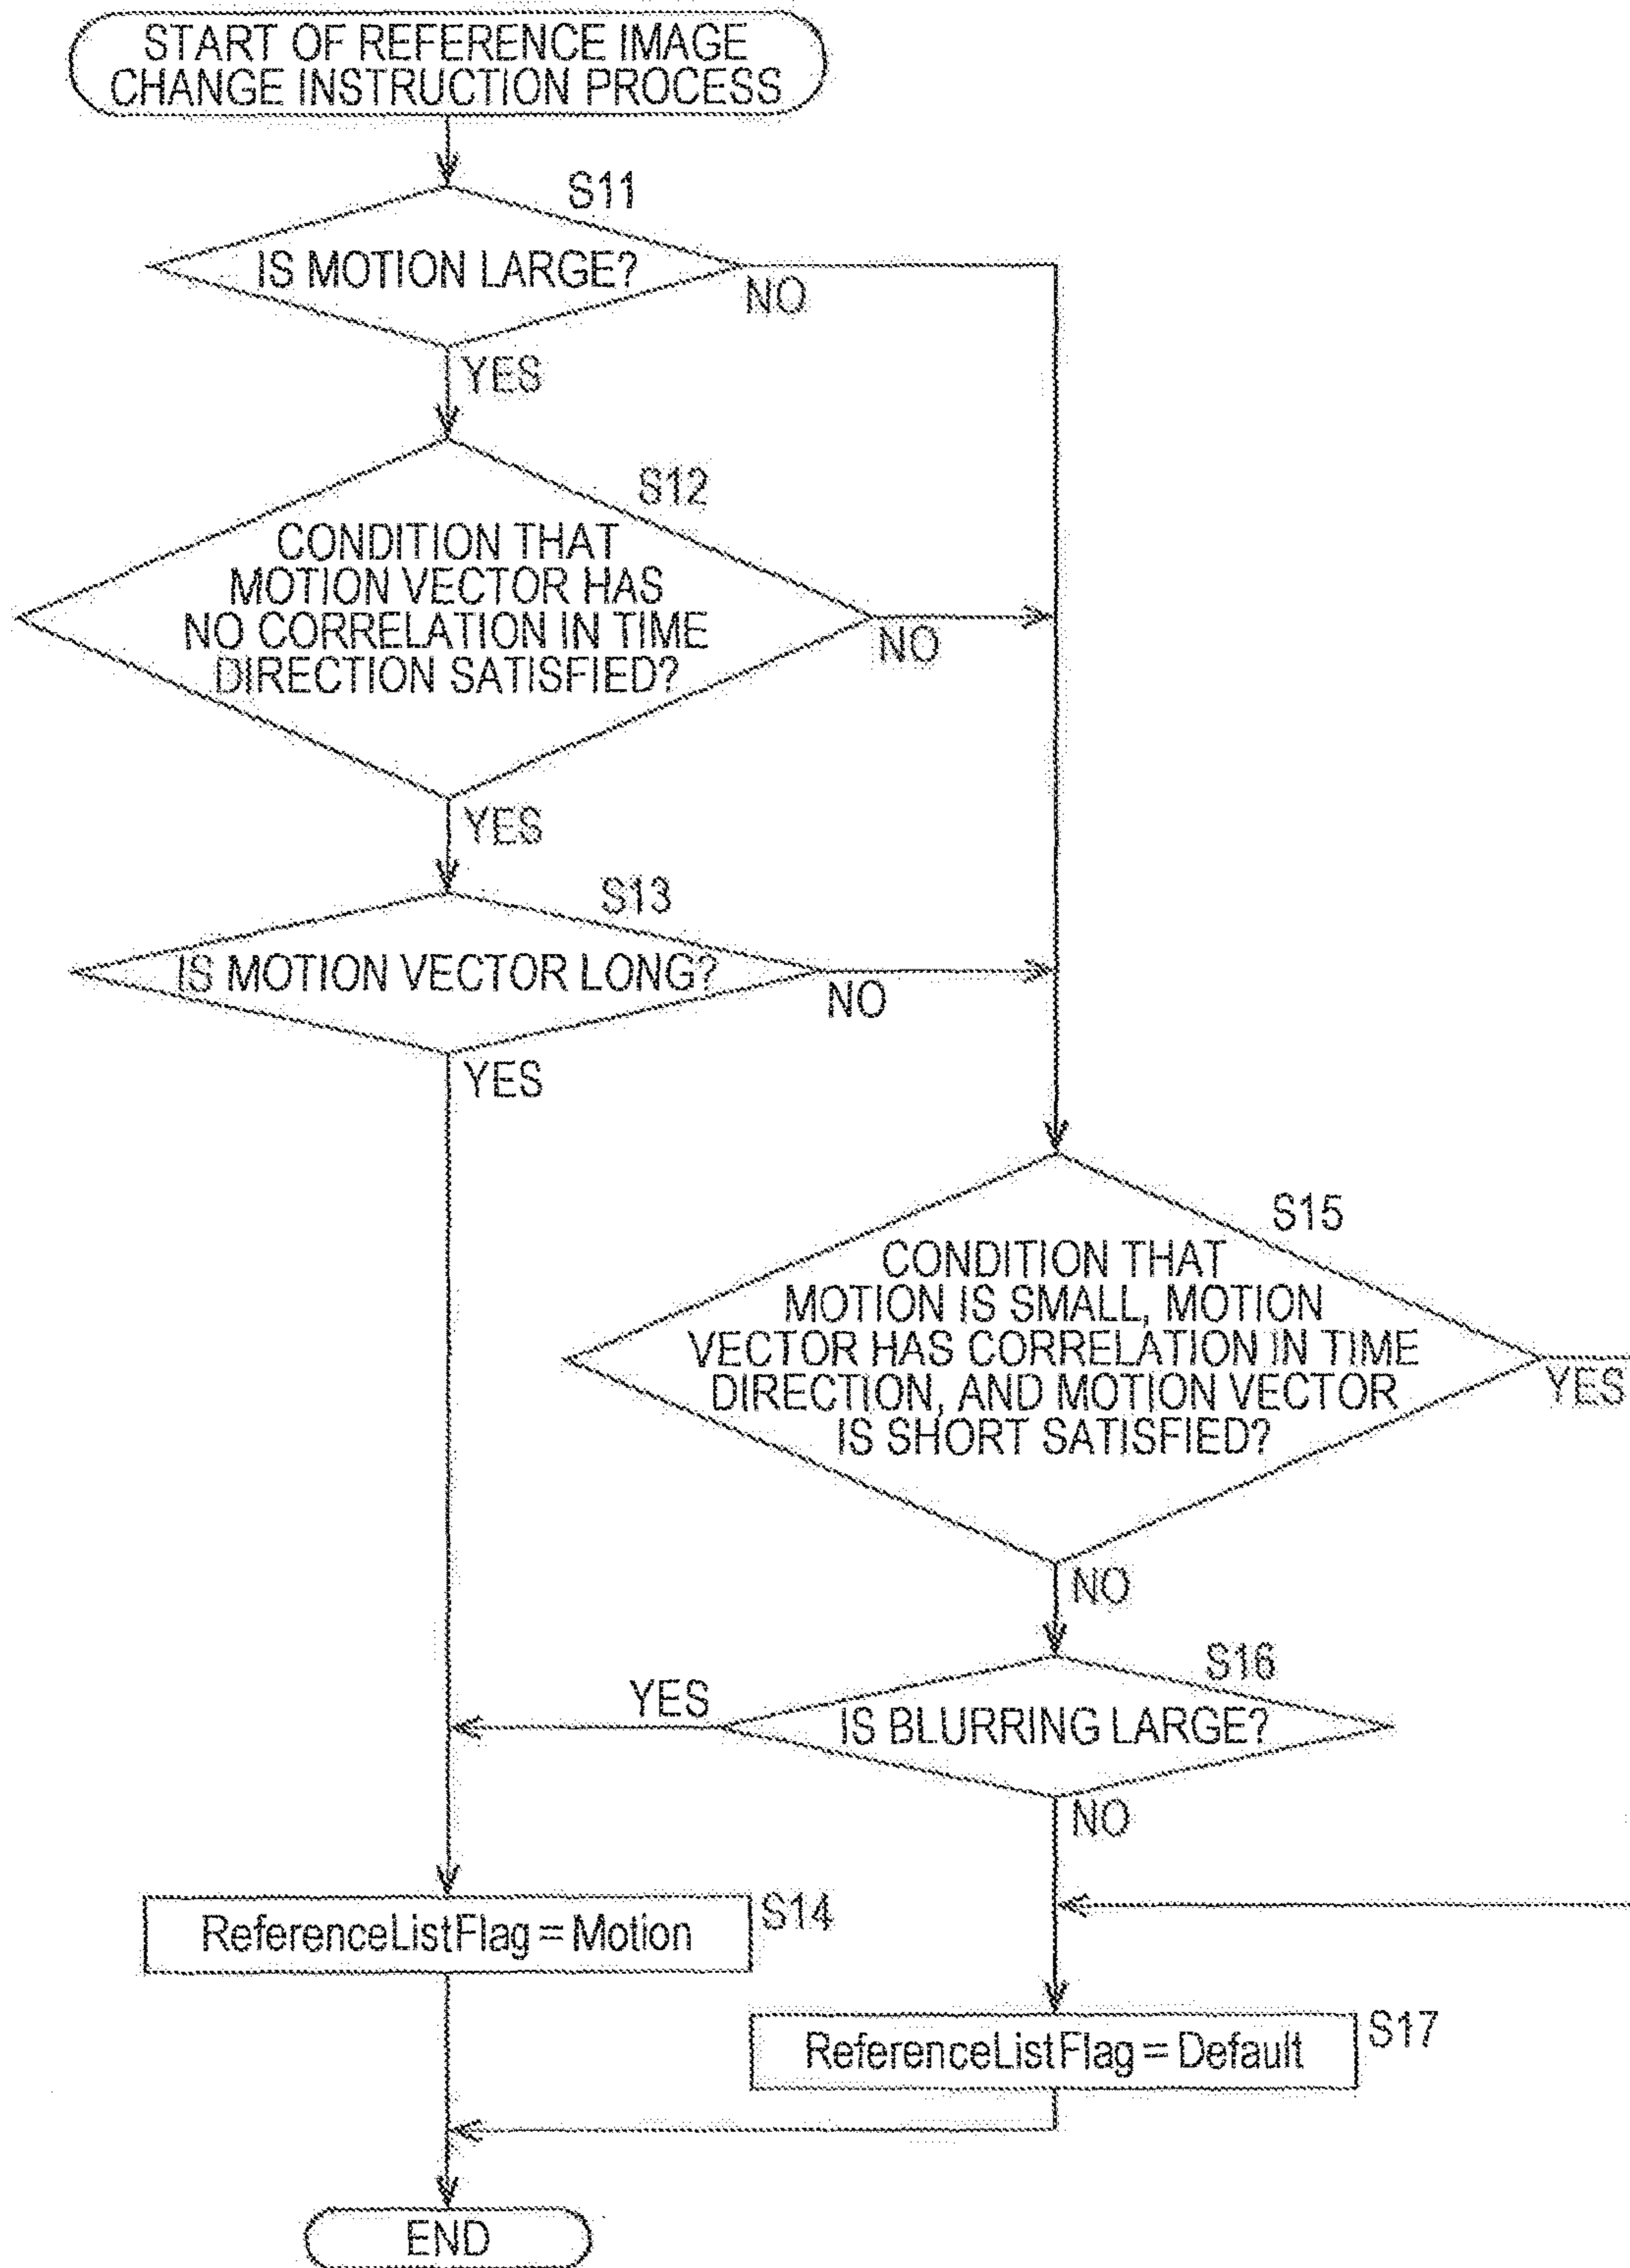 START OF REFERENCE IMAGE
CHANGE INSTRUCTION PROCESS
S11
IS MOTION LARGE?
NO
YES
S12
CONDITION THAT
MOTION VECTOR HAS
NO CORRELATION IN TIME
DIRECTION SATISFIED?
NO
YES
S13
IS MOTION VECTOR LONG?
NO
YES
S15
CONDITION THAT
MOTION IS SMALL, MOTION
VECTOR HAS CORRELATION IN TIME
DIRECTION, AND MOTION VECTOR
IS SHORT SATISFIED?
YES
NO
S16
YES
IS BLURRING LARGE?
NO
ReferenceListFlag = Motion
S14
ReferenceListFlag = Default
S17
END